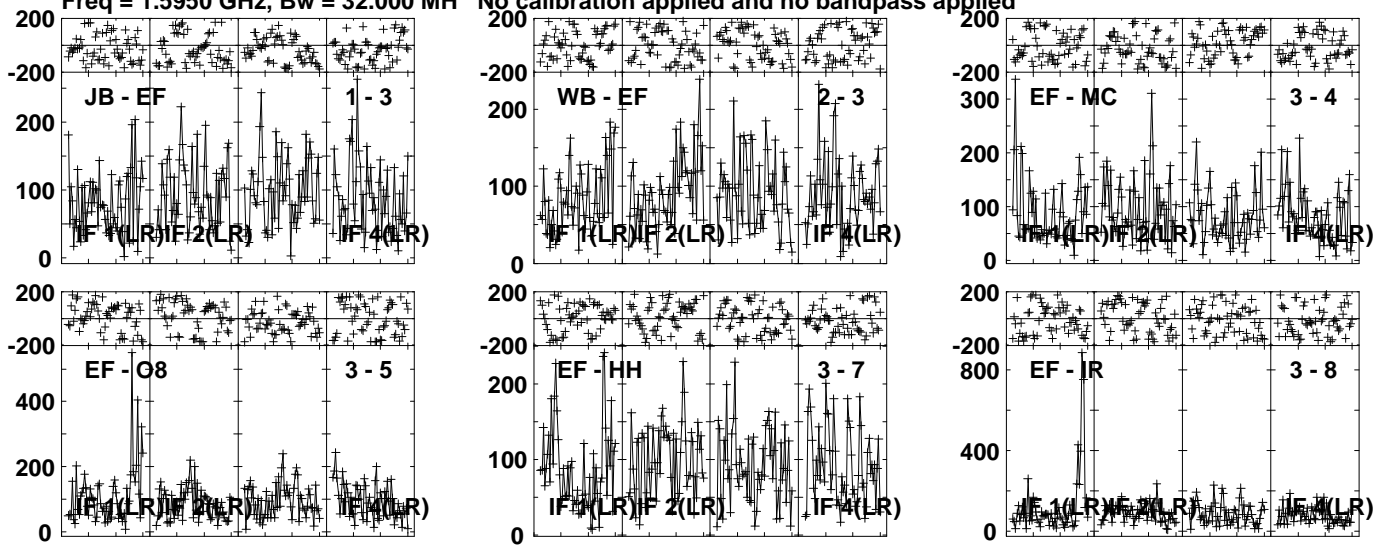 Freq = 1.5950 GHz, Bw = 32.000 MH No calibration applied and no bandpass applied
200
-200
JB - EF 1 - 3
200
100
0
IF 1(LR) IF 2(LR) IF 4(LR)
200
-200
WB - EF 2 - 3
200
100
0
IF 1(LR) IF 2(LR) IF 4(LR)
200
-200
EF - MC 3 - 4
300
200
100
0
IF 1(LR) IF 2(LR) IF 4(LR)
200
-200
EF - O8 3 - 5
400
200
0
IF 1(LR) IF 2(LR) IF 4(LR)
200
-200
EF - HH 3 - 7
200
100
0
IF 1(LR) IF 2(LR) IF 4(LR)
200
-200
EF - IR 3 - 8
800
400
0
IF 1(LR) IF 2(LR) IF 4(LR)